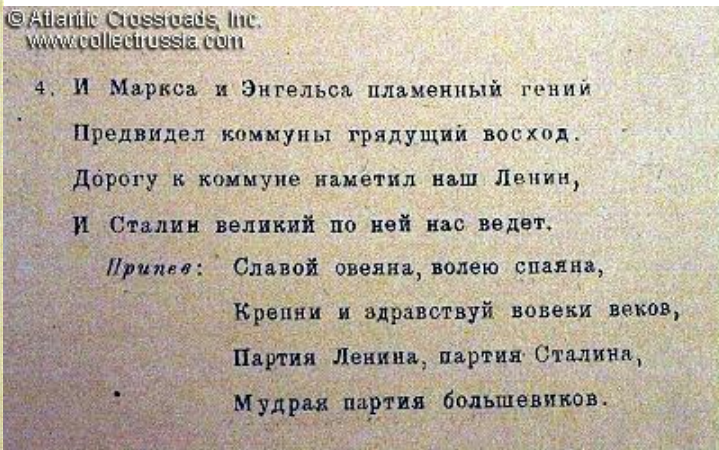 © Atlantic Crossroads, Inc.
www.collectrussia.com
4. И Маркса и Энгельса пламенный гений
Предвидел коммуны грядущий восход.
Дорогу к коммуне наметил наш Ленин,
И Сталин великий по ней нас ведет.
Припев: Славой овеяна, волею спаяна,
Крепни и здравствуй вовеки веков,
Партия Ленина, партия Сталина,
Мудрая партия большевиков.